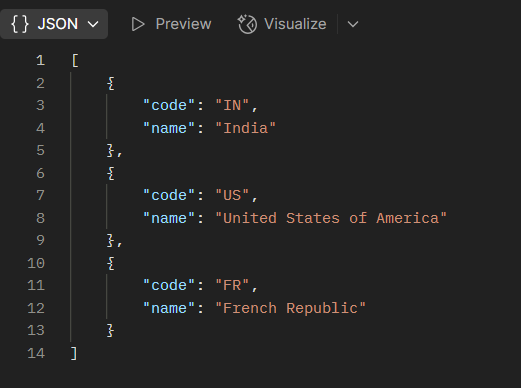 {} JSON Preview Visualize
1 [
2     {
3         "code": "IN",
4         "name": "India"
5     },
6     {
7         "code": "US",
8         "name": "United States of America"
9     },
10     {
11         "code": "FR",
12         "name": "French Republic"
13     }
14 ]